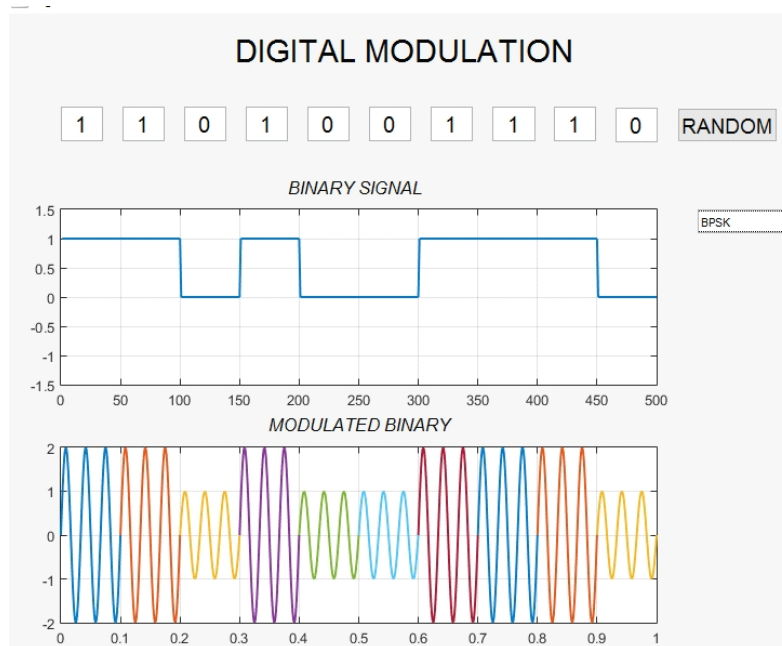 DIGITAL MODULATION
1 1 0 1 0 0 1 1 1 0 RANDOM
BINARY SIGNAL
BPSK
1.5
1
0.5
0
-0.5
-1
-1.5
0 50 100 150 200 250 300 350 400 450 500
MODULATED BINARY
2
1
0
-1
-2
0 0.1 0.2 0.3 0.4 0.5 0.6 0.7 0.8 0.9 1